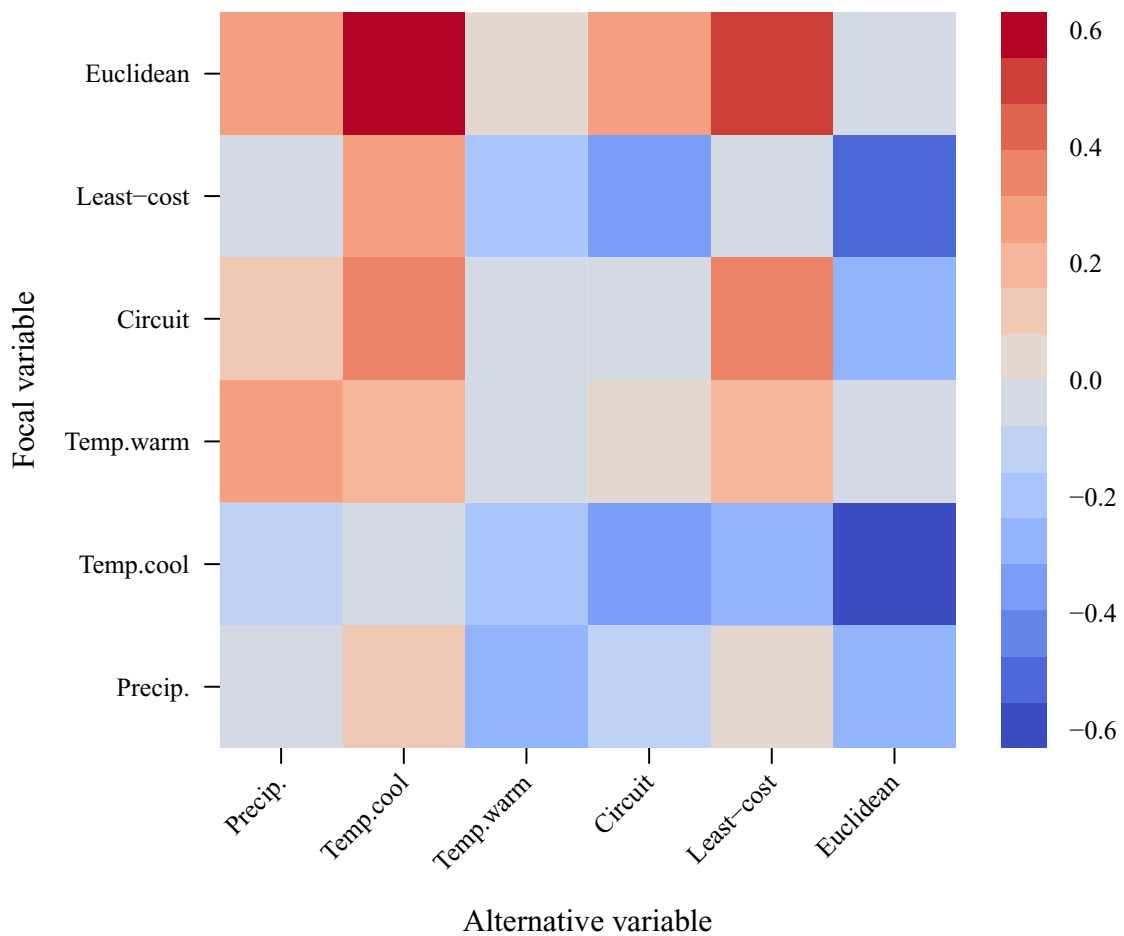 Euclidean
Least−cost
Circuit
Temp.warm
Temp.cool
Precip.
Focal variable
Precip.
Temp.cool
Temp.warm
Circuit
Least−cost
Euclidean
Alternative variable
0.6
0.4
0.2
0.0
−0.2
−0.4
−0.6